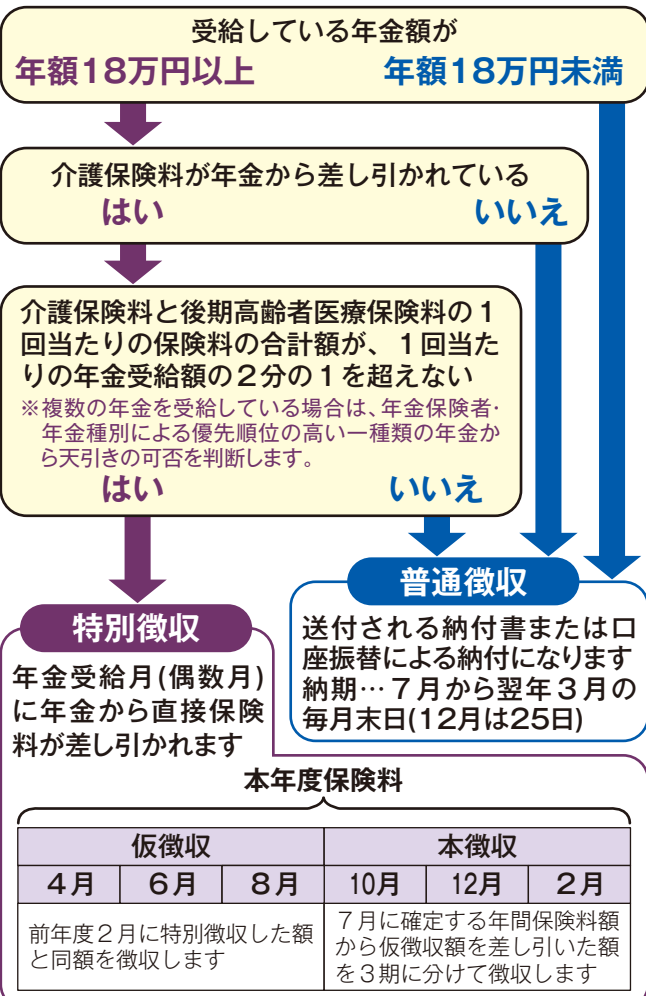 受給している年金額が
年額18万円以上 年額18万円未満
介護保険料が年金から差し引かれている
はい いいえ
介護保険料と後期高齢者医療保険料の1
回当たりの保険料の合計額が、1回当た
りの年金受給額の2分の1を超えない
※複数の年金を受給している場合は、年金保険者・
年金種別による優先順位の高い一種類の年金か
ら天引きの可否を判断します。
はい いいえ
普通徴収
送付される納付書または口
座振替による納付になります
納期…7月から翌年3月の
毎月末日(12月は25日)
特別徴収
年金受給月(偶数月)
に年金から直接保険
料が差し引かれます
本年度保険料
仮徴収 本徴収
4月 6月 8月 10月 12月 2月
前年度2月に特別徴収した額
と同額を徴収します
7月に確定する年間保険料額
から仮徴収額を差し引いた額
を3期に分けて徴収します